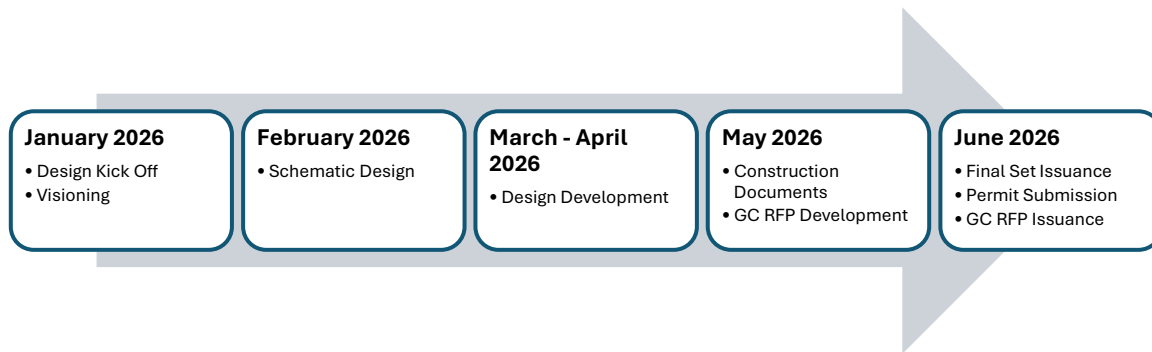 January 2026
• Design Kick Off
• Visioning
February 2026
• Schematic Design
March - April
2026
• Design Development
May 2026
• Construction
Documents
• GC RFP Development
June 2026
• Final Set Issuance
• Permit Submission
• GC RFP Issuance